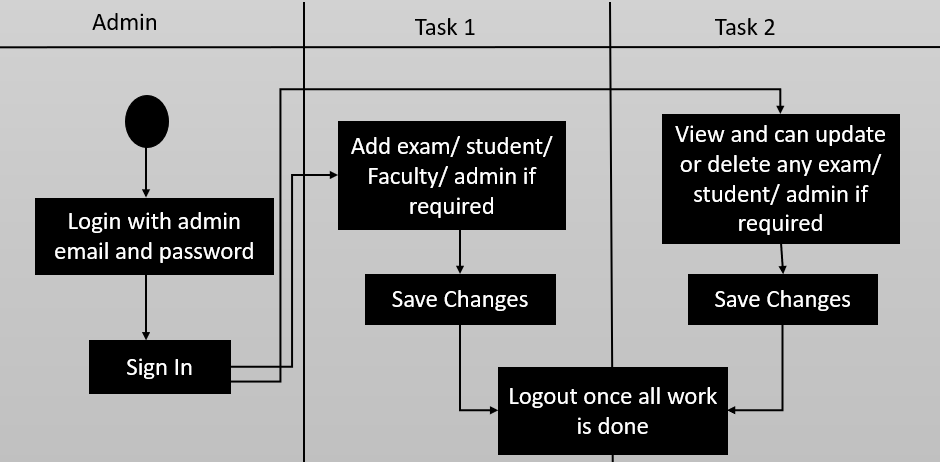 Admin
Task 1
Task 2
Login with admin
email and password
Sign In
Add exam/ student/
Faculty/ admin if
required
Save Changes
View and can update
or delete any exam/
student/ admin if
required
Save Changes
Logout once all work
is done